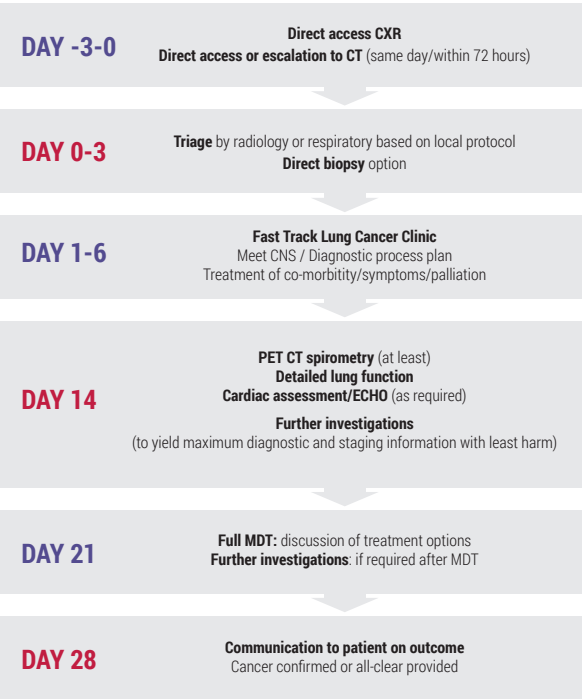 DAY -3-0
Direct access CXR
Direct access or escalation to CT (same day/within 72 hours)
DAY 0-3
Triage by radiology or respiratory based on local protocol
Direct biopsy option
DAY 1-6
Fast Track Lung Cancer Clinic
Meet CNS / Diagnostic process plan
Treatment of co-morbitity/symptoms/palliation
DAY 14
PET CT spirometry (at least)
Detailed lung function
Cardiac assessment/ECHO (as required)
Further investigations
(to yield maximum diagnostic and staging information with least harm)
DAY 21
Full MDT: discussion of treatment options
Further investigations: if required after MDT
DAY 28
Communication to patient on outcome
Cancer confirmed or all-clear provided